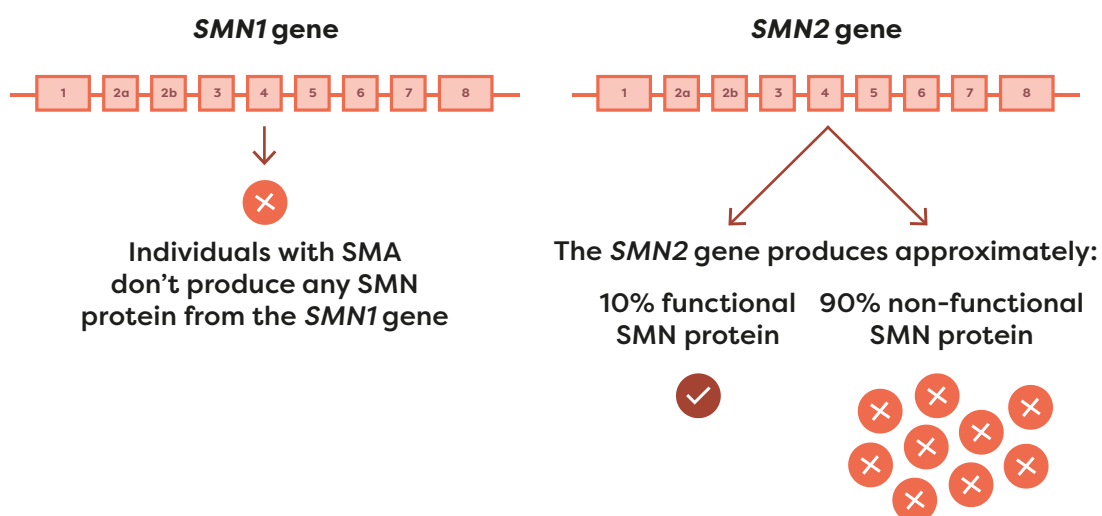 SMN1 gene
1 2a 2b 3 4 5 6 7 8
Individuals with SMA
don’t produce any SMN
protein from the SMN1 gene
SMN2 gene
1 2a 2b 3 4 5 6 7 8
The SMN2 gene produces approximately:
10% functional
SMN protein
90% non-functional
SMN protein